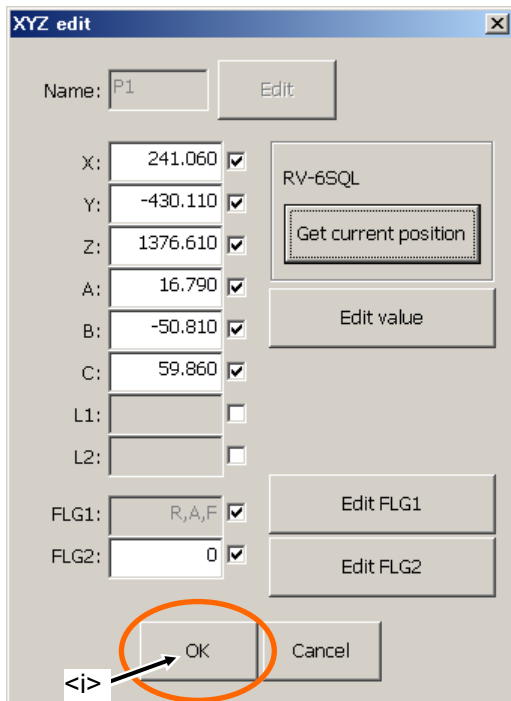 XYZ edit
Name: P1 Edit
X: 241.060
RV-6SQL
Y: -430.110
Get current position
Z: 1376.610
A: 16.790
Edit value
B: -50.810
C: 59.860
L1:
L2:
FLG1: R,A,F Edit FLG1
FLG2: 0 Edit FLG2
OK Cancel
<i>